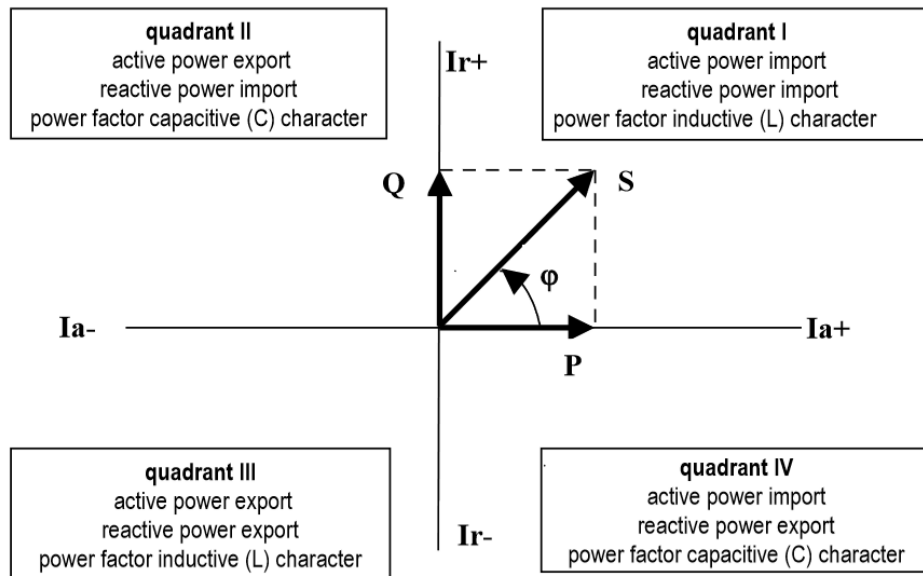 quadrant II
active power export
reactive power import
power factor capacitive (C) character
quadrant I
active power import
reactive power import
power factor inductive (L) character
Ir+
Q
S
φ
Ia-
Ia+
P
quadrant III
active power export
reactive power export
power factor inductive (L) character
Ir-
quadrant IV
active power import
reactive power export
power factor capacitive (C) character